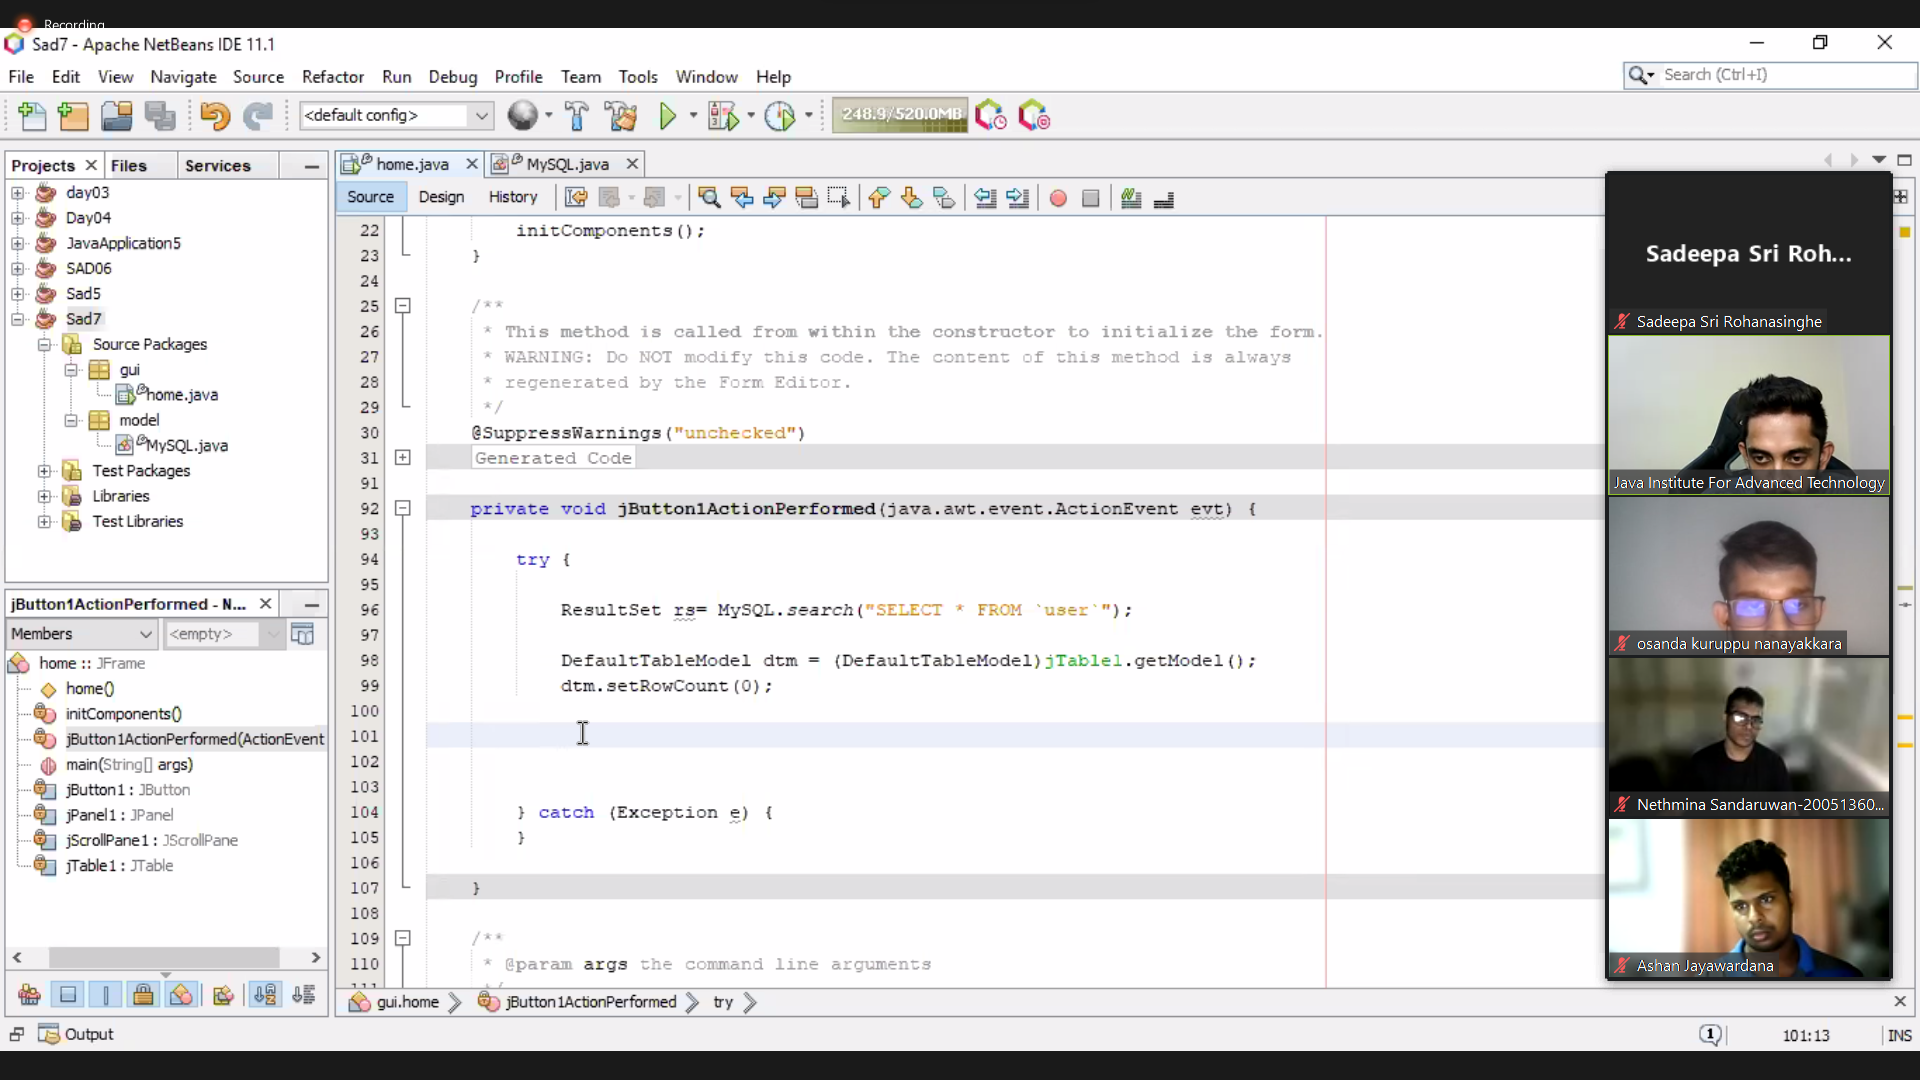 Recording
Sad7 - Apache NetBeans IDE 11.1
File Edit View Navigate Source Refactor Run Debug Profile Team Tools Window Help
Search (Ctrl+I)
<default config>
248.9/520.0MB
Projects Files Services
day03
Day04
JavaApplication5
SAD06
Sad5
Sad7
Source Packages
gui
home.java
model
MySQL.java
Test Packages
Libraries
Test Libraries
jButton1ActionPerformed - N...
Members <empty>
home :: JFrame
home()
initComponents()
jButton1ActionPerformed(ActionEvent
main(String[] args)
jButton1 : JButton
jPanel1 : JPanel
jScrollPane1 : JScrollPane
jTable1 : JTable
home.java MySQL.java
Source Design History
22 initComponents();
23 }
24
25 /**
26 * This method is called from within the constructor to initialize the form.
27 * WARNING: Do NOT modify this code. The content of this method is always
28 * regenerated by the Form Editor.
29 */
30 @SuppressWarnings("unchecked")
31 Generated Code
91
92 private void jButton1ActionPerformed(java.awt.event.ActionEvent evt) {
93
94 try {
95
96 ResultSet rs= MySQL.search("SELECT * FROM `user`");
97
98 DefaultTableModel dtm = (DefaultTableModel)jTable1.getModel();
99 dtm.setRowCount(0);
100
101
102
103
104 } catch (Exception e) {
105 }
106
107 }
108
109 /**
110 * @param args the command line arguments
gui.home jButton1ActionPerformed try
Output
1
101:13
INS
Sadeepa Sri Roh...
Sadeepa Sri Rohanasinghe
Java Institute For Advanced Technology
osanda kuruppu nanayakkara
Nethmina Sandaruwan-20051360...
Ashan Jayawardana